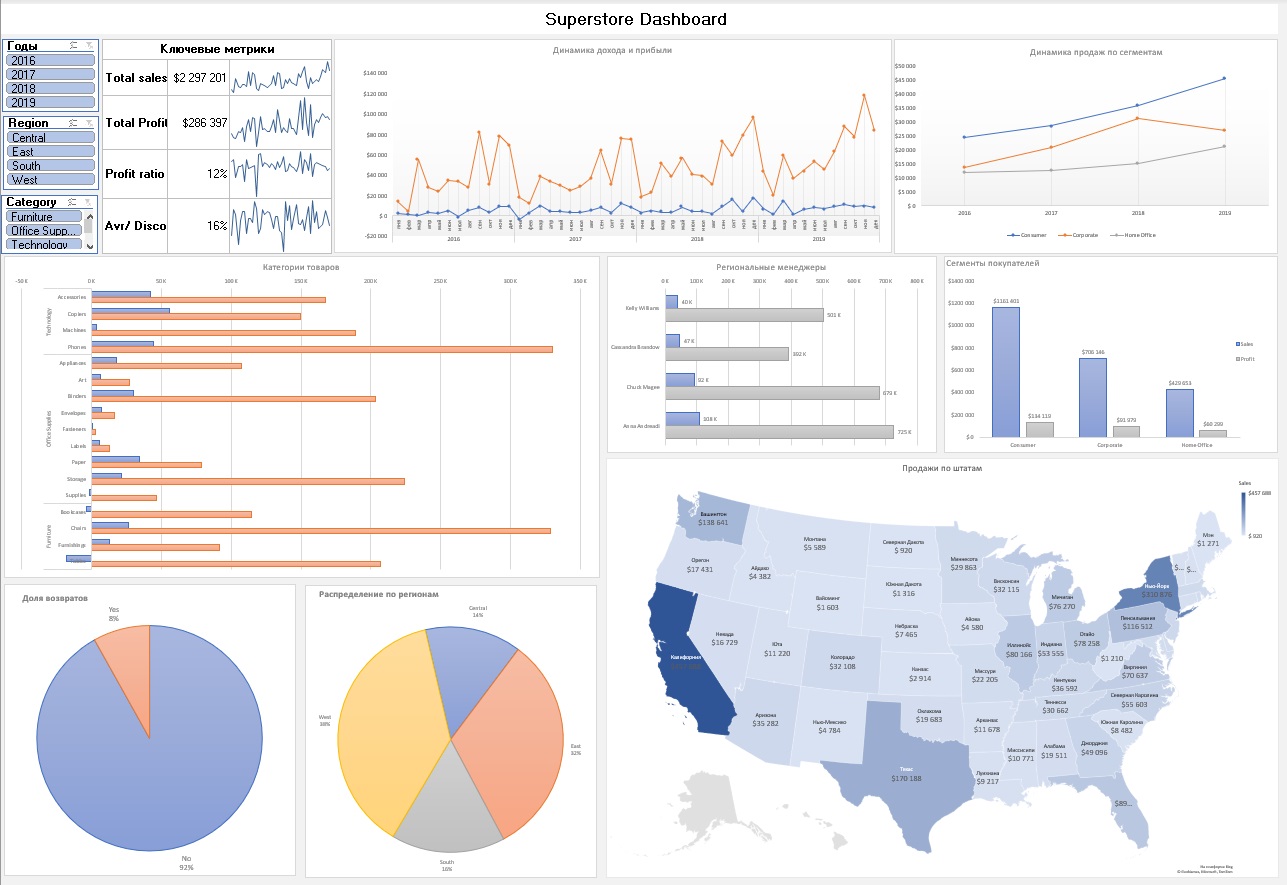 Superstore Dashboard
Годы
2016
2017
2018
2019
Region
Central
East
South
West
Category
Furniture
Office Supp...
Technology
Ключевые метрики
Total sales $2 297 201
Total Profit $286 397
Profit ratio 12%
Avr/ Disco 16%
Динамика дохода и прибыли
$140 000
$120 000
$100 000
$80 000
$60 000
$40 000
$20 000
$0
-$20 000
2016 2017 2018 2019
Динамика продаж по сегментам
$50 000
$45 000
$40 000
$35 000
$30 000
$25 000
$20 000
$15 000
$10 000
$5 000
$0
2016 2017 2018 2019
Consumer Corporate Home Office
Категории товаров
-50 K 0 K 50 K 100 K 150 K 200 K 250 K 300 K 350 K
Technology
Accessories
Copiers
Machines
Phones
Office Supplies
Appliances
Art
Binders
Envelopes
Fasteners
Labels
Paper
Storage
Supplies
Furniture
Bookcases
Chairs
Furnishings
Региональные менеджеры
0 K 100 K 200 K 300 K 400 K 500 K 600 K 700 K 800 K
Kelly Williams
40 K
501 K
Cassandra Brandow
47 K
392 K
Chuck Magee
92 K
679 K
Anna Andreadi
108 K
725 K
Сегменты покупателей
$1400 000
$1200 000
$1000 000
$800 000
$600 000
$400 000
$200 000
$0
$1161 401
$134 119
$706 146
$91 979
$429 653
$60 299
Consumer Corporate Home Office
Sales
Profit
Продажи по штатам
Sales
$457 688
$ 920
Вашингтон
$138 641
Орегон
$17 431
Айдахо
$4 382
Монтана
$5 589
Северная Дакота
$ 920
Миннесота
$29 863
Южная Дакота
$1 316
Вайоминг
$1 603
Висконсин
$32 115
Мичиган
$76 270
Мэн
$1 271
$...
$...
Нью-Йорк
$310 876
Пенсильвания
$116 512
Небраска
$7 465
Айова
$4 580
Невада
$16 729
Юта
$11 220
Колорадо
$32 108
Иллинойс
$80 166
Индиана
$53 555
Огайо
$78 258
$1 210
Виргиния
$70 637
Калифорния
Канзас
$2 914
Миссури
$22 205
Кентукки
$36 592
Северная Каролина
$55 603
Теннесси
$30 662
Аризона
$35 282
Нью-Мексико
$4 784
Оклахома
$19 683
Арканзас
$11 678
Южная Каролина
$8 482
Миссисипи
$10 771
Алабама
$19 511
Джорджия
$49 096
Техас
$170 188
Луизиана
$9 217
$89...
На платформе Bing
© GeoNames, Microsoft, TomTom
Доля возвратов
Yes
8%
No
92%
Распределение по регионам
Central
14%
East
32%
South
16%
West
38%